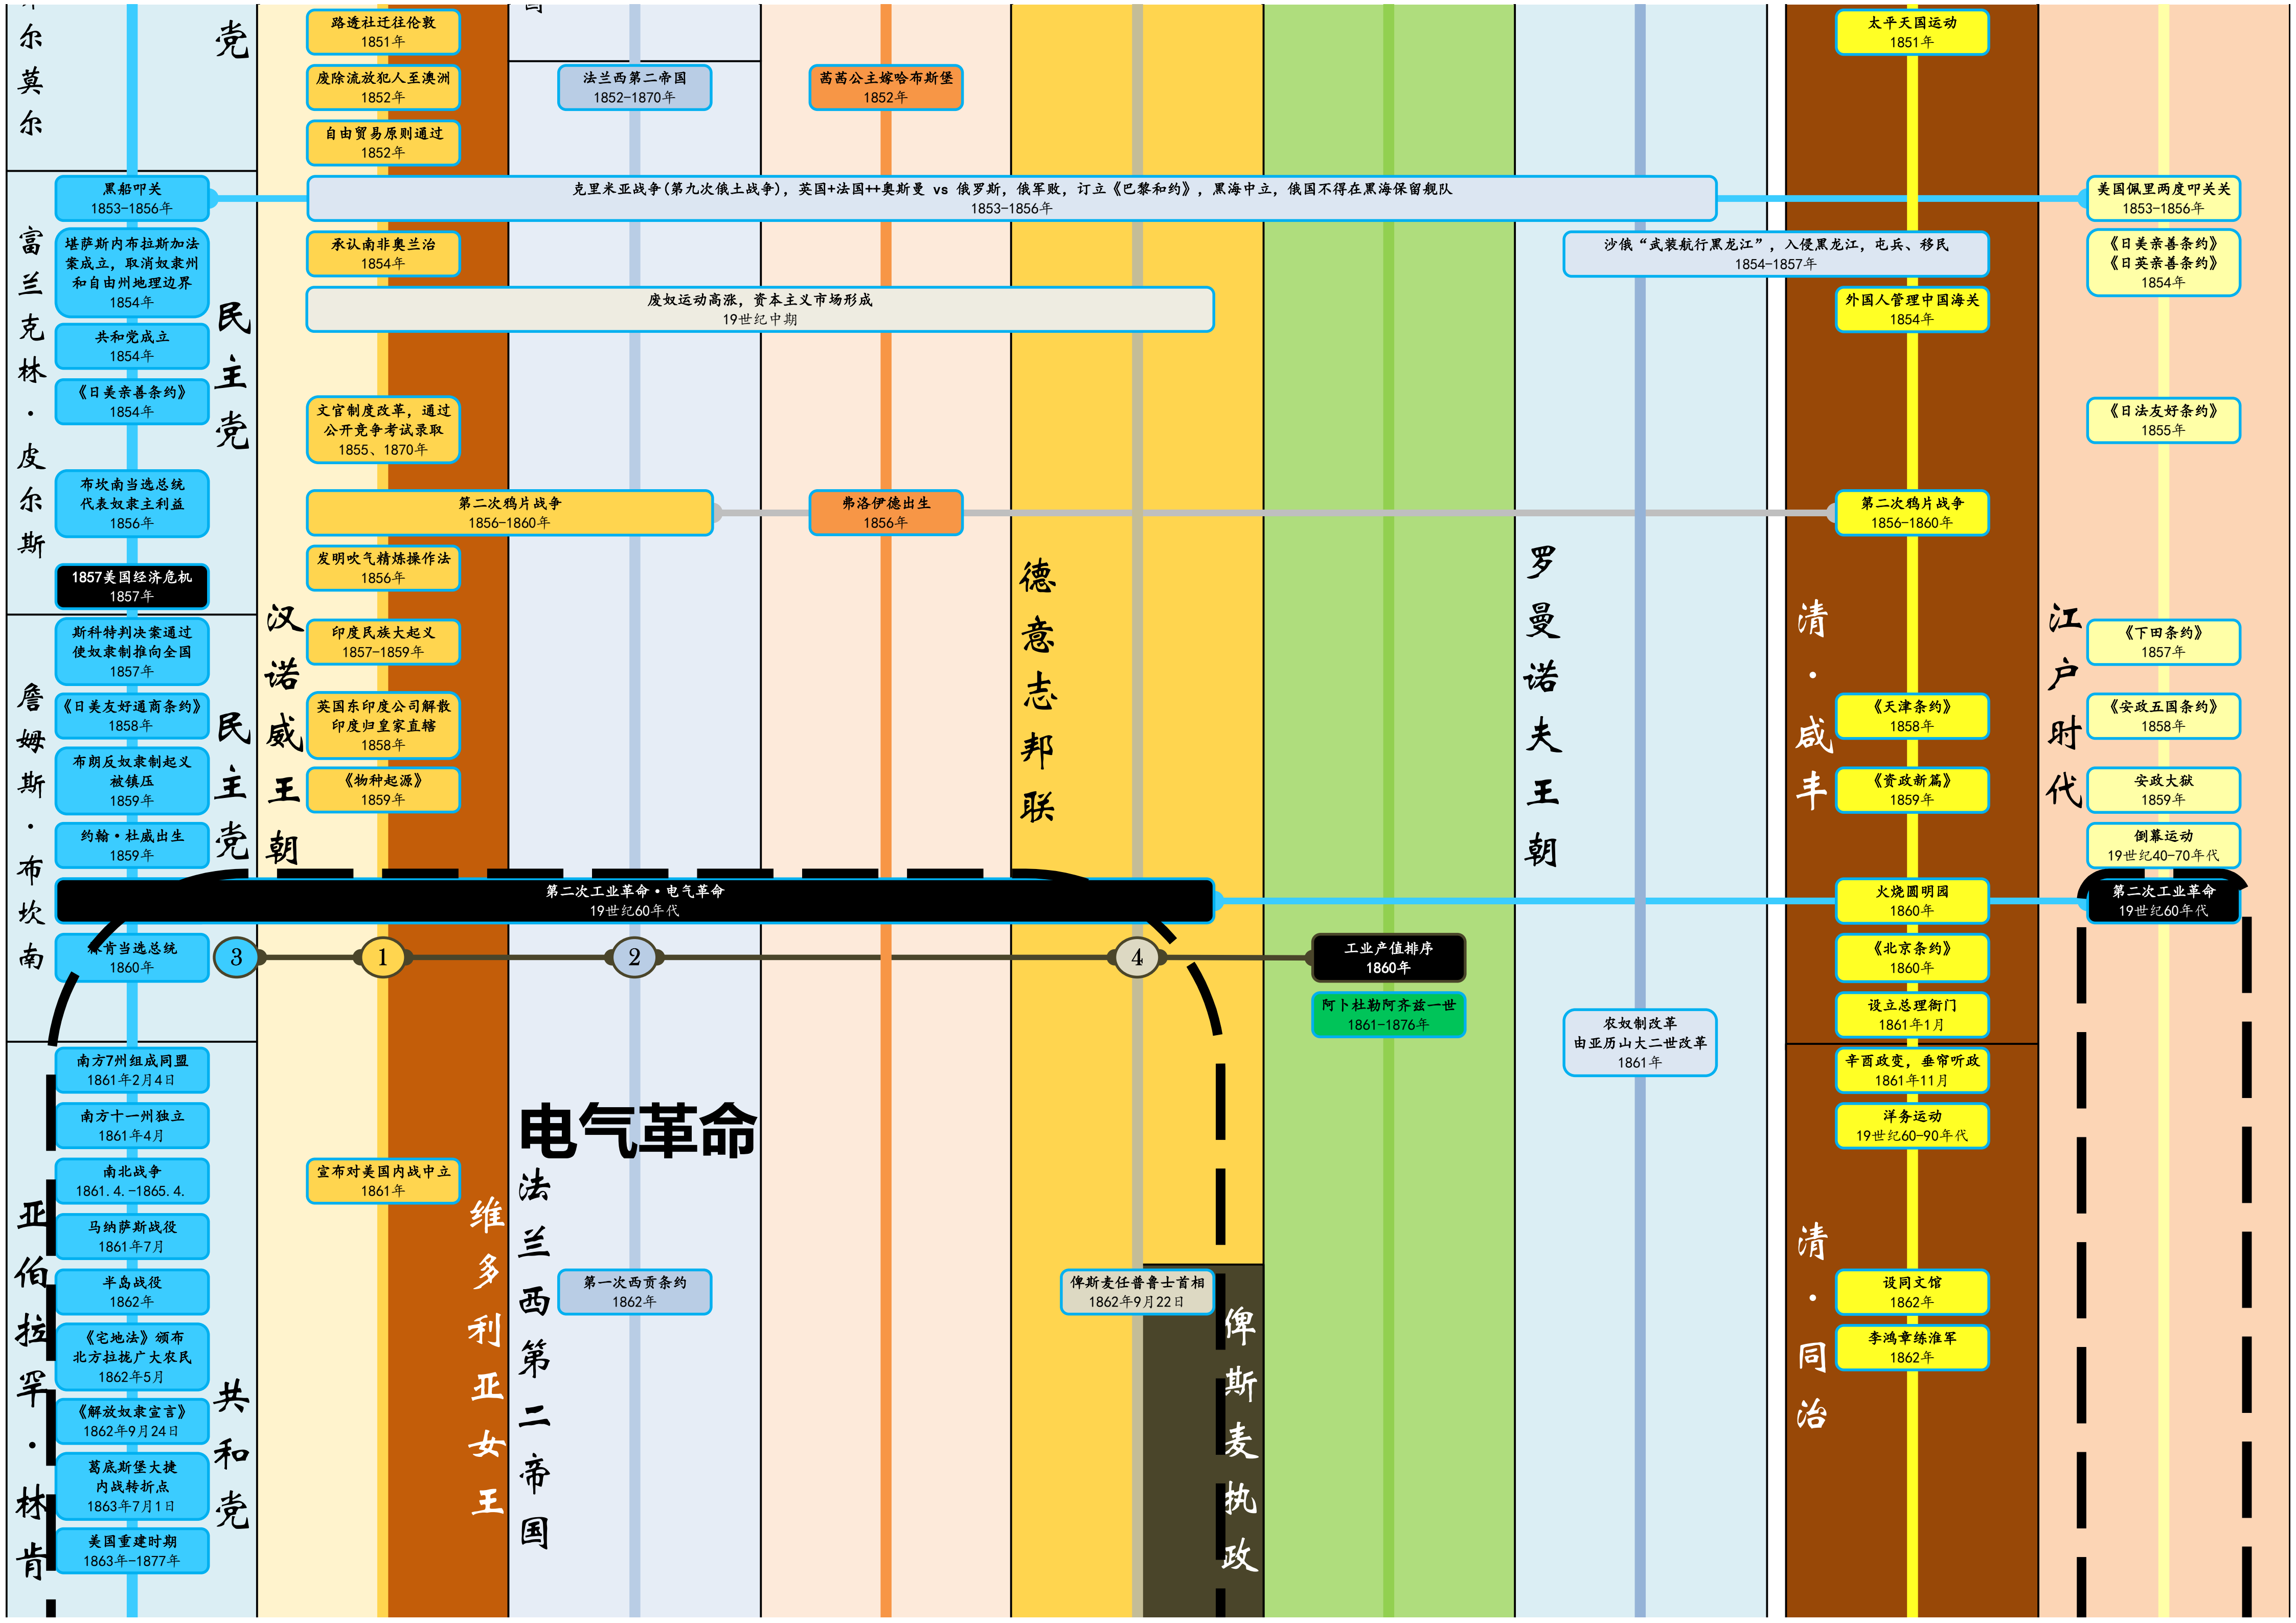 尔
莫
尔
党
路透社迁往伦敦
1851年
太平天国运动
1851年
废除流放犯人至澳洲
1852年
法兰西第二帝国
1852-1870年
茜茜公主嫁哈布斯堡
1852年
自由贸易原则通过
1852年
黑船叩关
1853-1856年
克里米亚战争(第九次俄土战争)，英国+法国++奥斯曼 vs 俄罗斯，俄军败，订立《巴黎和约》，黑海中立，俄国不得在黑海保留舰队
1853-1856年
美国佩里两度叩关关
1853-1856年
富兰克林·皮尔斯
民主党
堪萨斯内布拉斯加法
案成立，取消奴隶州
和自由州地理边界
1854年
承认南非奥兰治
1854年
沙俄“武装航行黑龙江”，入侵黑龙江，屯兵、移民
1854-1857年
《日美亲善条约》
《日英亲善条约》
1854年
废奴运动高涨，资本主义市场形成
19世纪中期
外国人管理中国海关
1854年
共和党成立
1854年
《日美亲善条约》
1854年
文官制度改革，通过
公开竞争考试录取
1855、1870年
《日法友好条约》
1855年
布坎南当选总统
代表奴隶主利益
1856年
第二次鸦片战争
1856-1860年
弗洛伊德出生
1856年
第二次鸦片战争
1856-1860年
发明吹气精炼操作法
1856年
1857美国经济危机
1857年
汉诺威王朝
德意志邦联
罗曼诺夫王朝
清·咸丰
江户时代
詹姆斯·布坎南
民主党
斯科特判决案通过
使奴隶制推向全国
1857年
印度民族大起义
1857-1859年
《下田条约》
1857年
《日美友好通商条约》
1858年
英国东印度公司解散
印度归皇家直辖
1858年
《天津条约》
1858年
《安政五国条约》
1858年
布朗反奴隶制起义
被镇压
1859年
《物种起源》
1859年
《资政新篇》
1859年
安政大狱
1859年
约翰·杜威出生
1859年
倒幕运动
19世纪40-70年代
第二次工业革命·电气革命
19世纪60年代
火烧圆明园
1860年
第二次工业革命
19世纪60年代
林肯当选总统
1860年
3
1
2
4
工业产值排序
1860年
《北京条约》
1860年
阿卜杜勒阿齐兹一世
1861-1876年
农奴制改革
由亚历山大二世改革
1861年
设立总理衙门
1861年1月
南方7州组成同盟
1861年2月4日
辛酉政变，垂帘听政
1861年11月
南方十一州独立
1861年4月
电气革命
洋务运动
19世纪60-90年代
南北战争
1861.4.-1865.4.
宣布对美国内战中立
1861年
亚伯拉罕·林肯
共和党
维多利亚女王
法兰西第二帝国
俾斯麦执政
清·同治
马纳萨斯战役
1861年7月
半岛战役
1862年
第一次西贡条约
1862年
俾斯麦任普鲁士首相
1862年9月22日
设同文馆
1862年
《宅地法》颁布
北方拉拢广大农民
1862年5月
李鸿章练淮军
1862年
《解放奴隶宣言》
1862年9月24日
葛底斯堡大捷
内战转折点
1863年7月1日
美国重建时期
1863年-1877年